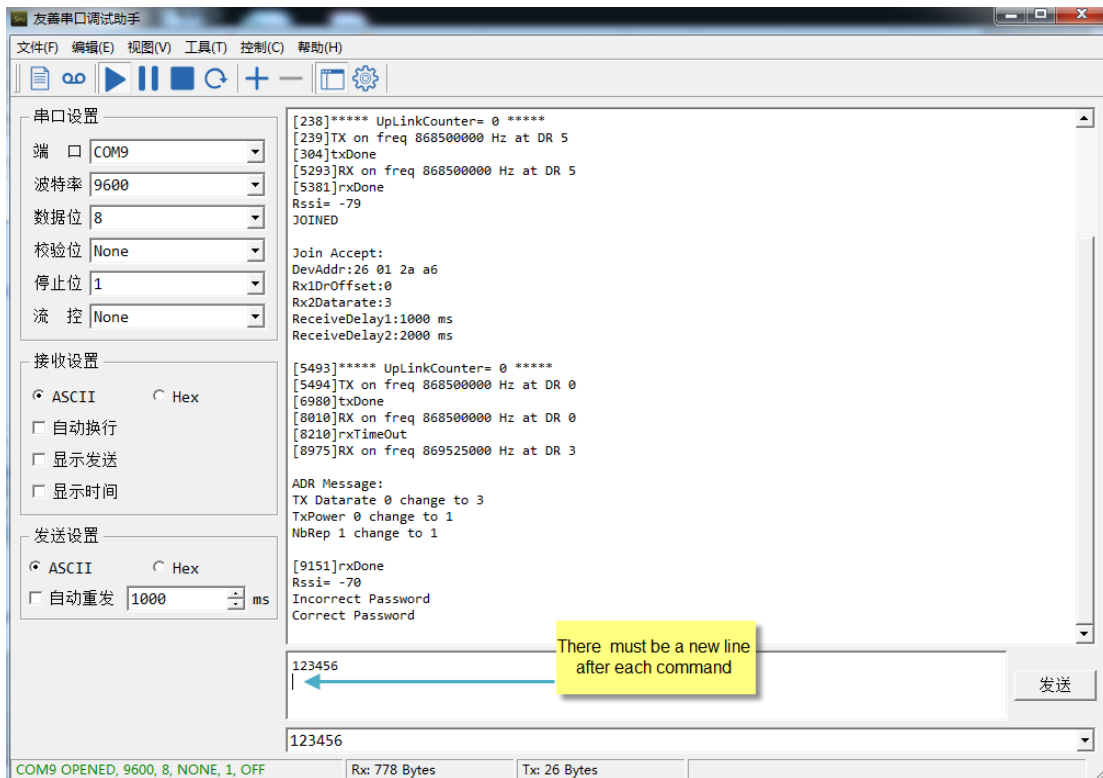 友善串口调试助手
文件(F) 编辑(E) 视图(V) 工具(T) 控制(C) 帮助(H)
串口设置
端 口 COM9
波特率 9600
数据位 8
校验位 None
停止位 1
流 控 None
接收设置
ASCII Hex
自动换行
显示发送
显示时间
发送设置
ASCII Hex
自动重发 1000 ms
[238]***** UpLinkCounter= 0 *****
[239]TX on freq 868500000 Hz at DR 5
[304]txDone
[5293]RX on freq 868500000 Hz at DR 5
[5381]rxDone
Rssi= -79
JOINED
Join Accept:
DevAddr:26 01 2a a6
Rx1DrOffset:0
Rx2Datarate:3
ReceiveDelay1:1000 ms
ReceiveDelay2:2000 ms
[5493]***** UpLinkCounter= 0 *****
[5494]TX on freq 868500000 Hz at DR 0
[6980]txDone
[8010]RX on freq 868500000 Hz at DR 0
[8210]rxTimeOut
[8975]RX on freq 869525000 Hz at DR 3
ADR Message:
TX Datarate 0 change to 3
TxPower 0 change to 1
NbRep 1 change to 1
[9151]rxDone
Rssi= -70
Incorrect Password
Correct Password
There must be a new line
after each command
123456
发送
123456
COM9 OPENED, 9600, 8, NONE, 1, OFF Rx: 778 Bytes Tx: 26 Bytes